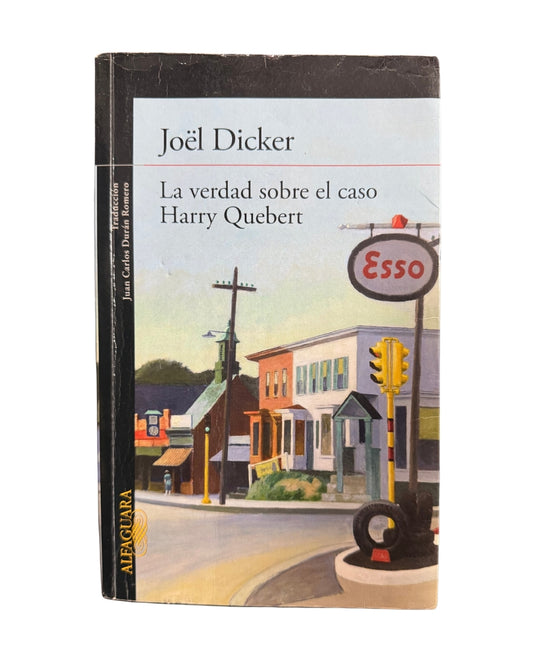 Joël Dicker
La verdad sobre el caso
Harry Quebert
Esso
Traducción
Juan Carlos Durán Romero
ALFAGUARA